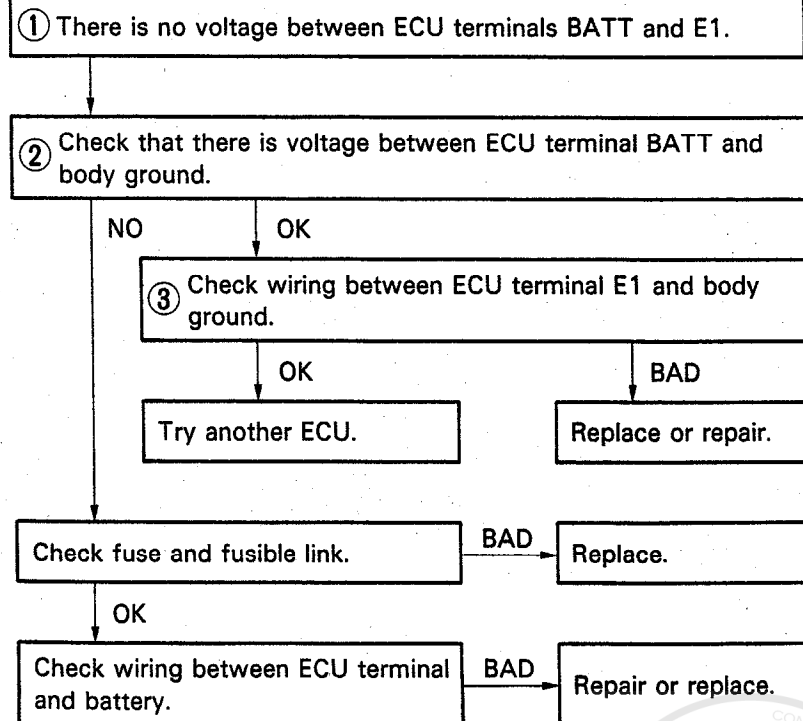 ① There is no voltage between ECU terminals BATT and E1.
② Check that there is voltage between ECU terminal BATT and
body ground.
NO
OK
③ Check wiring between ECU terminal E1 and body
ground.
OK
BAD
Try another ECU.
Replace or repair.
Check fuse and fusible link.
BAD
Replace.
OK
Check wiring between ECU terminal
and battery.
BAD
Repair or replace.